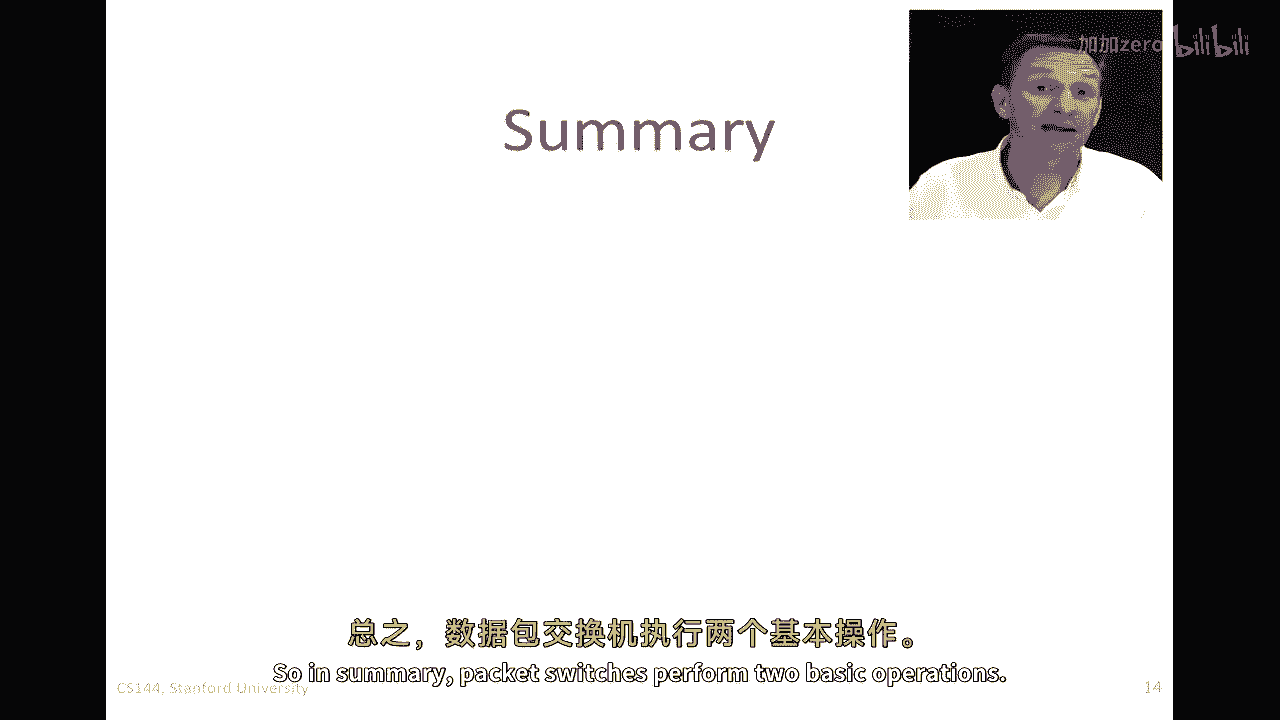 加加zero bilibili
Summary
总之，数据包交换机执行两个基本操作。
So in summary, packet switches perform two basic operations.
CS144, Stanford University
14